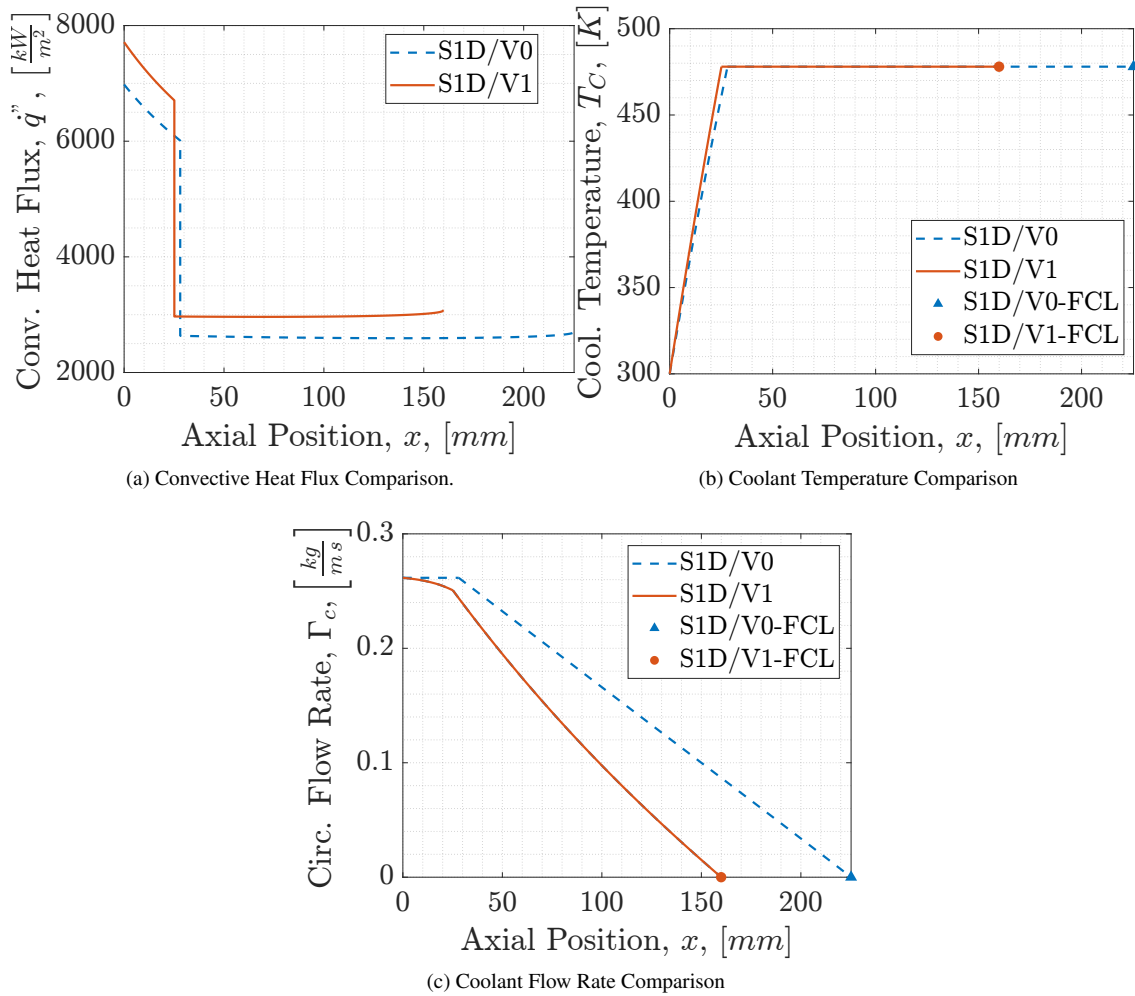 Conv. Heat Flux, q̇”, [kW/m²]
8000
6000
4000
2000
S1D/V0
S1D/V1
0 50 100 150 200
Axial Position, x, [mm]
(a) Convective Heat Flux Comparison.
Cool. Temperature, T_C, [K]
500
450
400
350
300
S1D/V0
S1D/V1
S1D/V0-FCL
S1D/V1-FCL
0 50 100 150 200
Axial Position, x, [mm]
(b) Coolant Temperature Comparison
Circ. Flow Rate, Γ_c, [kg/m s]
0.3
0.2
0.1
0
S1D/V0
S1D/V1
S1D/V0-FCL
S1D/V1-FCL
0 50 100 150 200
Axial Position, x, [mm]
(c) Coolant Flow Rate Comparison